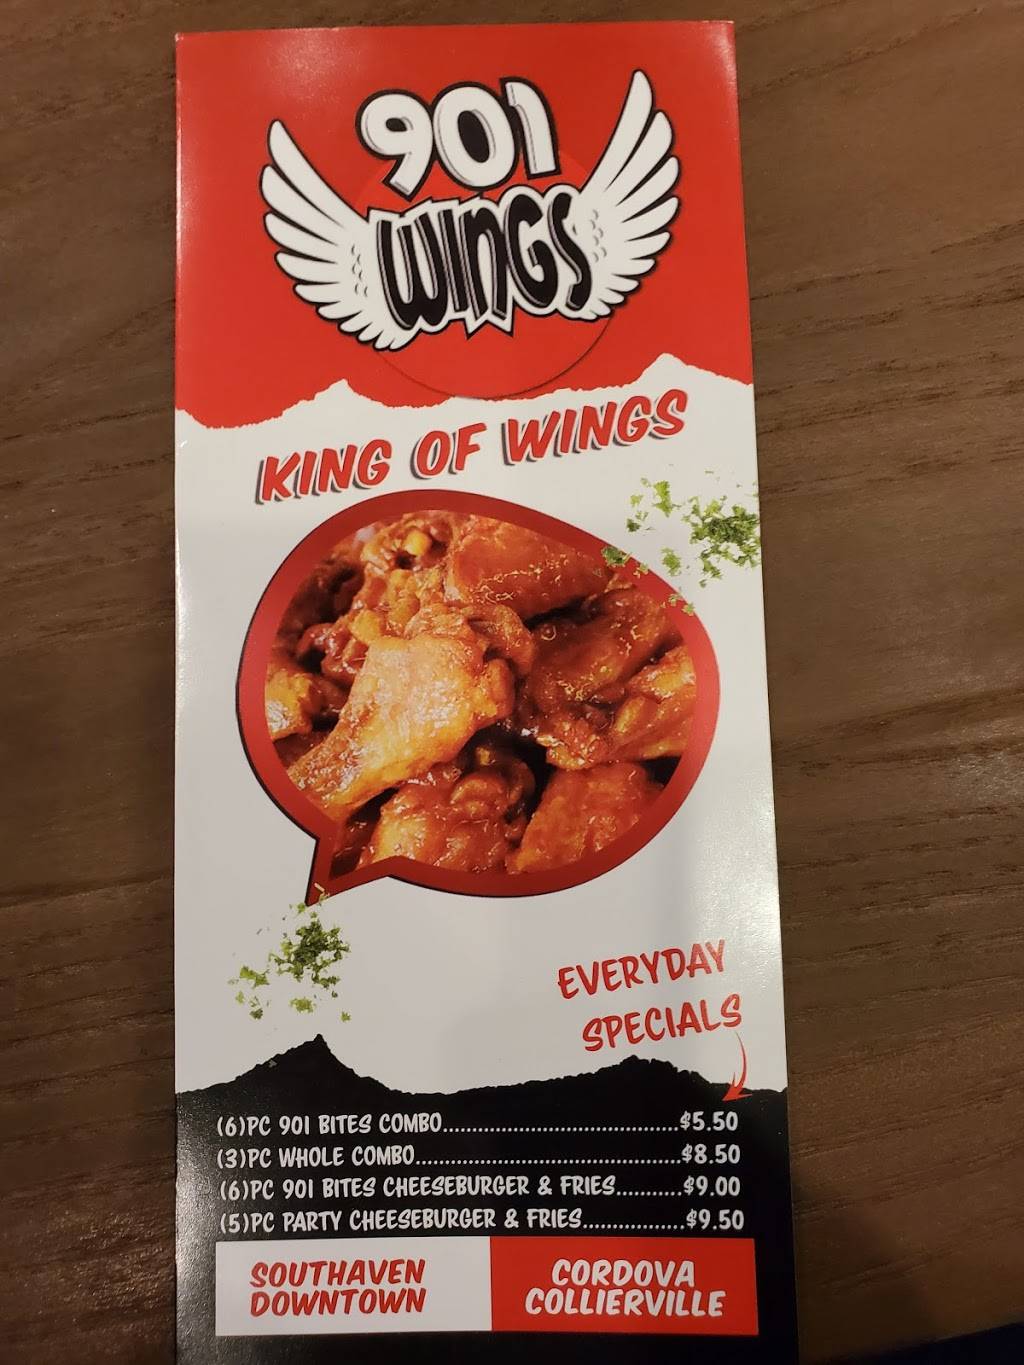 901
WINGS
KING OF WINGS
EVERYDAY
SPECIALS
(6)PC 901 BITES COMBO.......................................$5.50
(3)PC WHOLE COMBO............................................$8.50
(6)PC 901 BITES CHEESEBURGER & FRIES...........$9.00
(5)PC PARTY CHEESEBURGER & FRIES.................$9.50
SOUTHAVEN
DOWNTOWN
CORDOVA
COLLIERVILLE